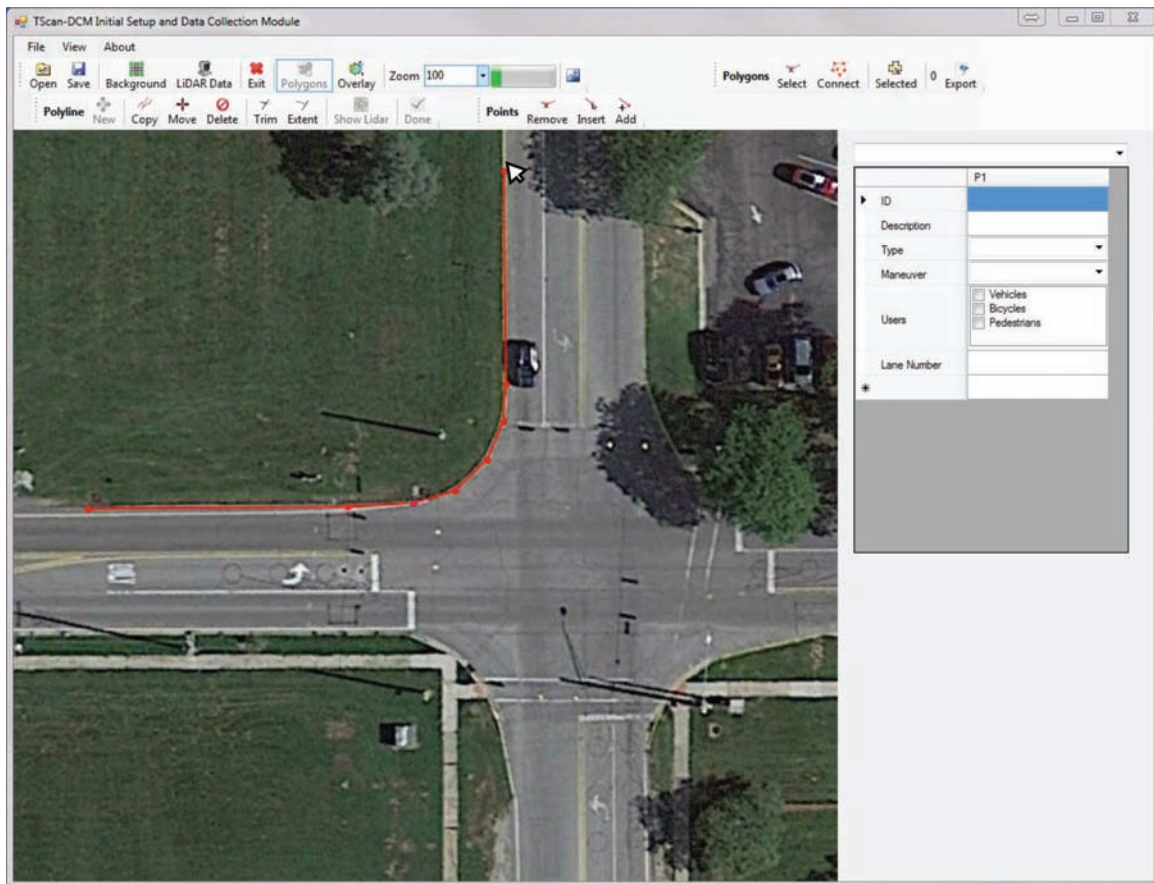 TScan-DCM Initial Setup and Data Collection Module
File View About
Open Save Background LiDAR Data Exit Polygons Overlay Zoom 100 Polygons Select Connect Selected 0 Export
Polyline New Copy Move Delete Trim Extent Show Lidar Done Points Remove Insert Add
P1
ID
Description
Type
Maneuver
Users
Vehicles
Bicycles
Pedestrians
Lane Number